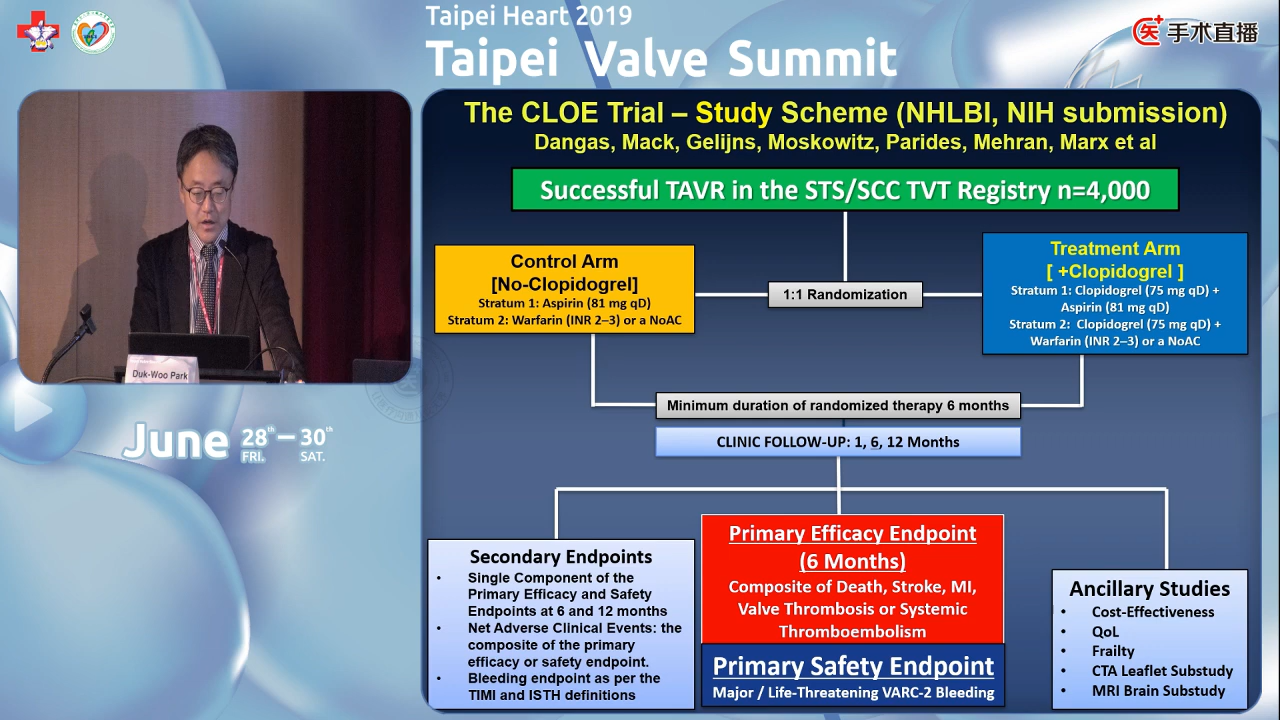 Taipei Heart 2019
Taipei Valve Summit
手术直播
The CLOE Trial – Study Scheme (NHLBI, NIH submission)
Dangas, Mack, Gelijns, Moskowitz, Parides, Mehran, Marx et al
Successful TAVR in the STS/SCC TVT Registry n=4,000
Control Arm
[No-Clopidogrel]
Stratum 1: Aspirin (81 mg qD)
Stratum 2: Warfarin (INR 2–3) or a NoAC
1:1 Randomization
Treatment Arm
[ +Clopidogrel ]
Stratum 1: Clopidogrel (75 mg qD) +
Aspirin (81 mg qD)
Stratum 2: Clopidogrel (75 mg qD) +
Warfarin (INR 2–3) or a NoAC
Minimum duration of randomized therapy 6 months
CLINIC FOLLOW-UP: 1, 6, 12 Months
Secondary Endpoints
• Single Component of the
Primary Efficacy and Safety
Endpoints at 6 and 12 months
• Net Adverse Clinical Events: the
composite of the primary
efficacy or safety endpoint.
• Bleeding endpoint as per the
TIMI and ISTH definitions
Primary Efficacy Endpoint
(6 Months)
Composite of Death, Stroke, MI,
Valve Thrombosis or Systemic
Thromboembolism
Primary Safety Endpoint
Major / Life-Threatening VARC-2 Bleeding
Ancillary Studies
• Cost-Effectiveness
• QoL
• Frailty
• CTA Leaflet Substudy
• MRI Brain Substudy
Duk-Woo Park
June 28th — 30th
FRI. SAT.